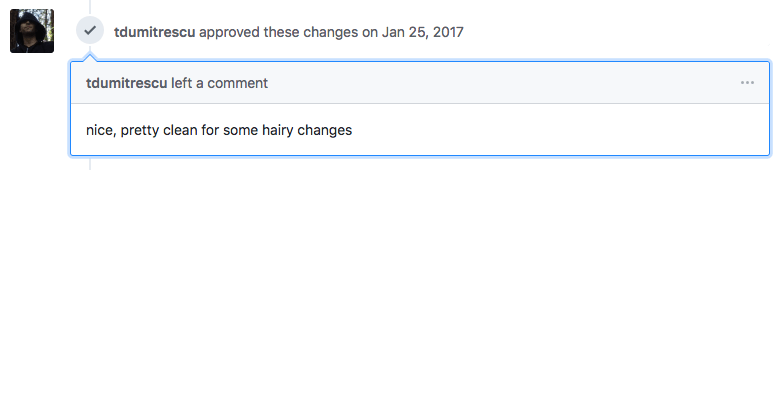 tdumitrescu approved these changes on Jan 25, 2017
tdumitrescu left a comment
nice, pretty clean for some hairy changes